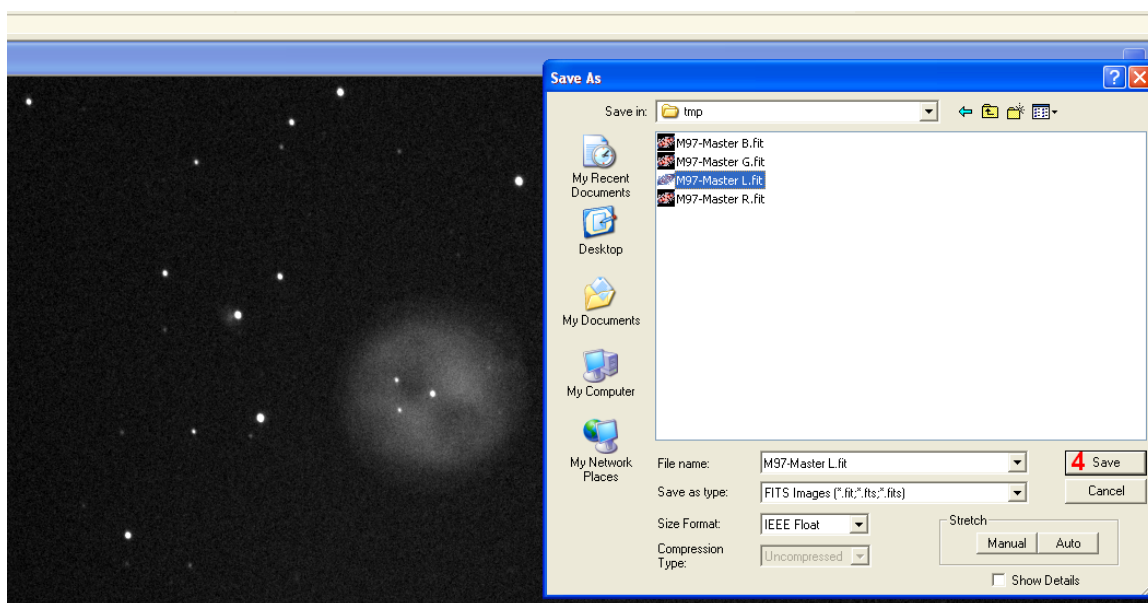 Save As
Save in: tmp
M97-Master B.fit
M97-Master G.fit
M97-Master L.fit
M97-Master R.fit
My Recent
Documents
Desktop
My Documents
My Computer
My Network
Places
File name: M97-Master L.fit 4 Save
Save as type: FITS Images (*.fit;*.fts;*.fits) Cancel
Size Format: IEEE Float Stretch
Manual Auto
Compression
Type: Uncompressed
Show Details